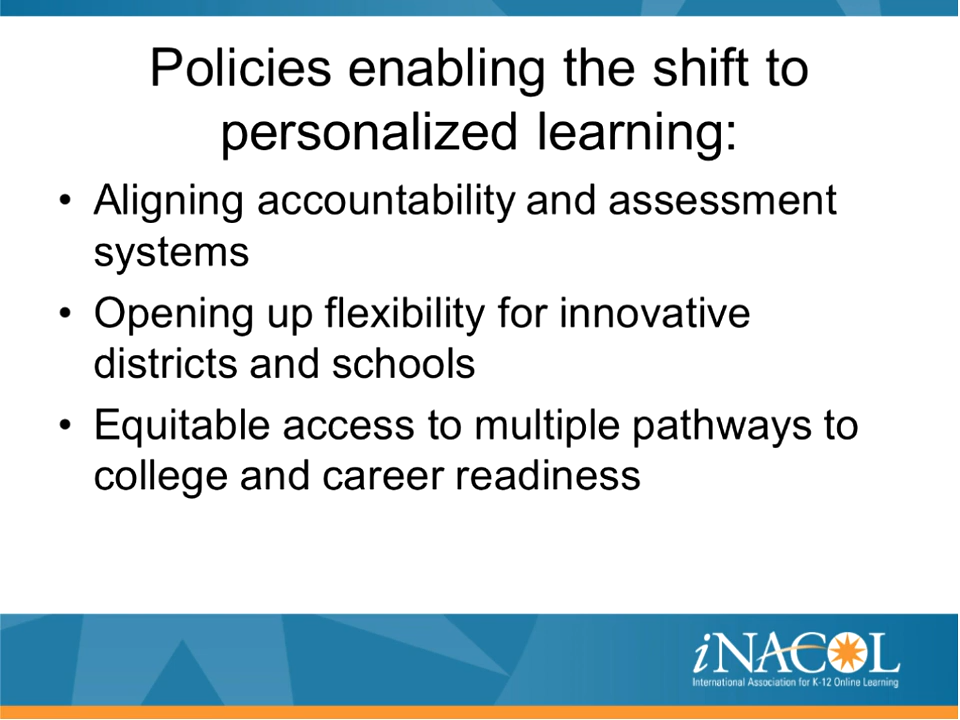 Policies enabling the shift to
personalized learning:
• Aligning accountability and assessment
systems
• Opening up flexibility for innovative
districts and schools
• Equitable access to multiple pathways to
college and career readiness
iNACOL
International Association for K-12 Online Learning